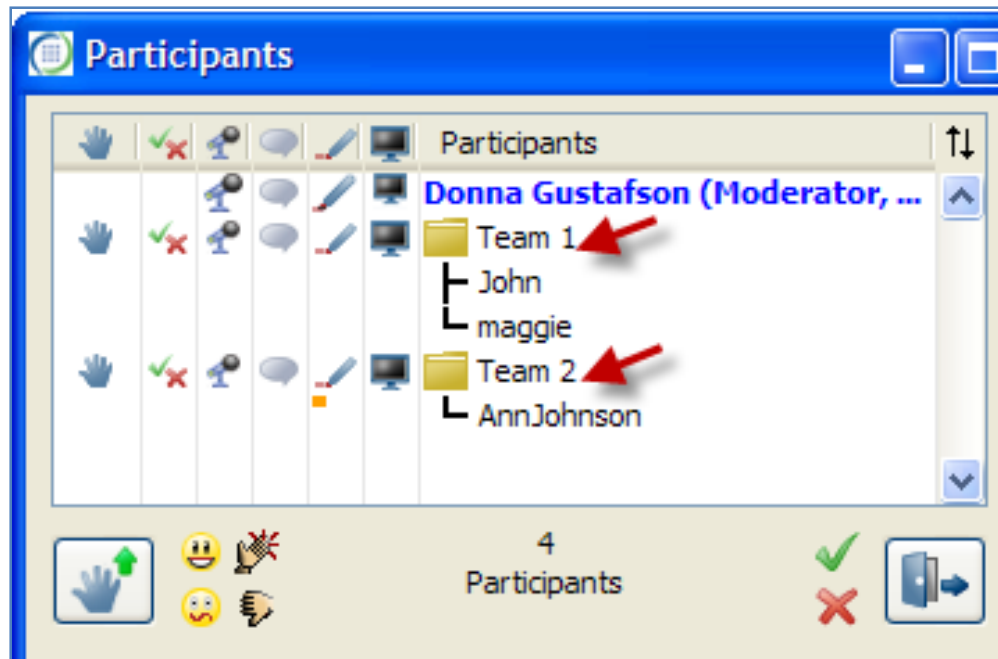 Participants
Participants
Donna Gustafson (Moderator, ...
Team 1
John
maggie
Team 2
AnnJohnson
4
Participants